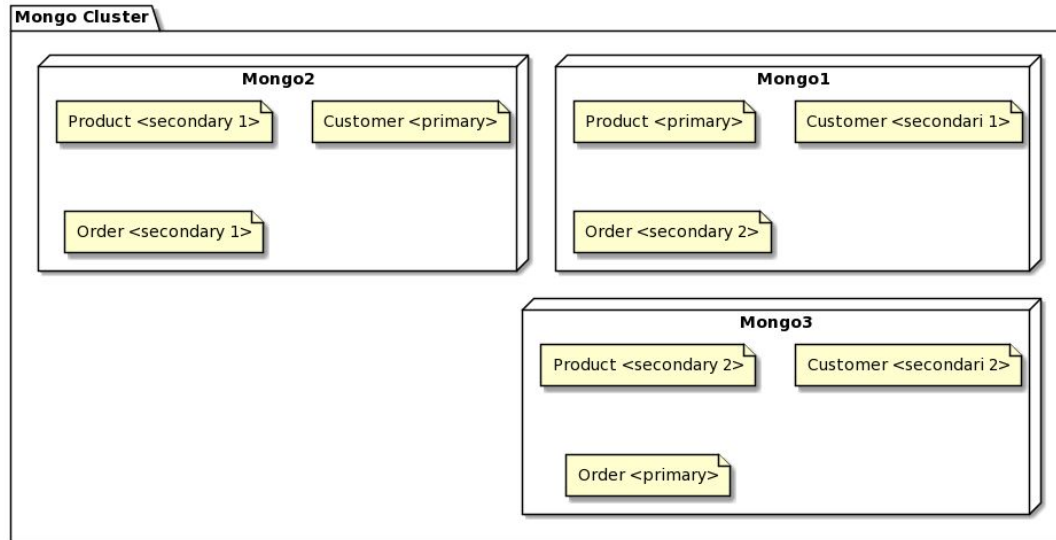 Mongo Cluster
Mongo2
Product <secondary 1>
Customer <primary>
Order <secondary 1>
Mongo1
Product <primary>
Customer <secondari 1>
Order <secondary 2>
Mongo3
Product <secondary 2>
Customer <secondari 2>
Order <primary>